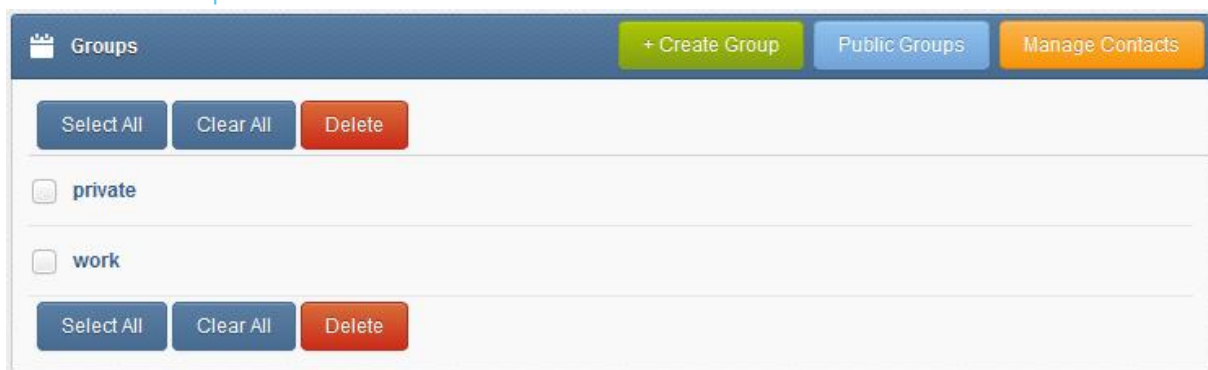 Groups + Create Group Public Groups Manage Contacts
Select All Clear All Delete
private
work
Select All Clear All Delete